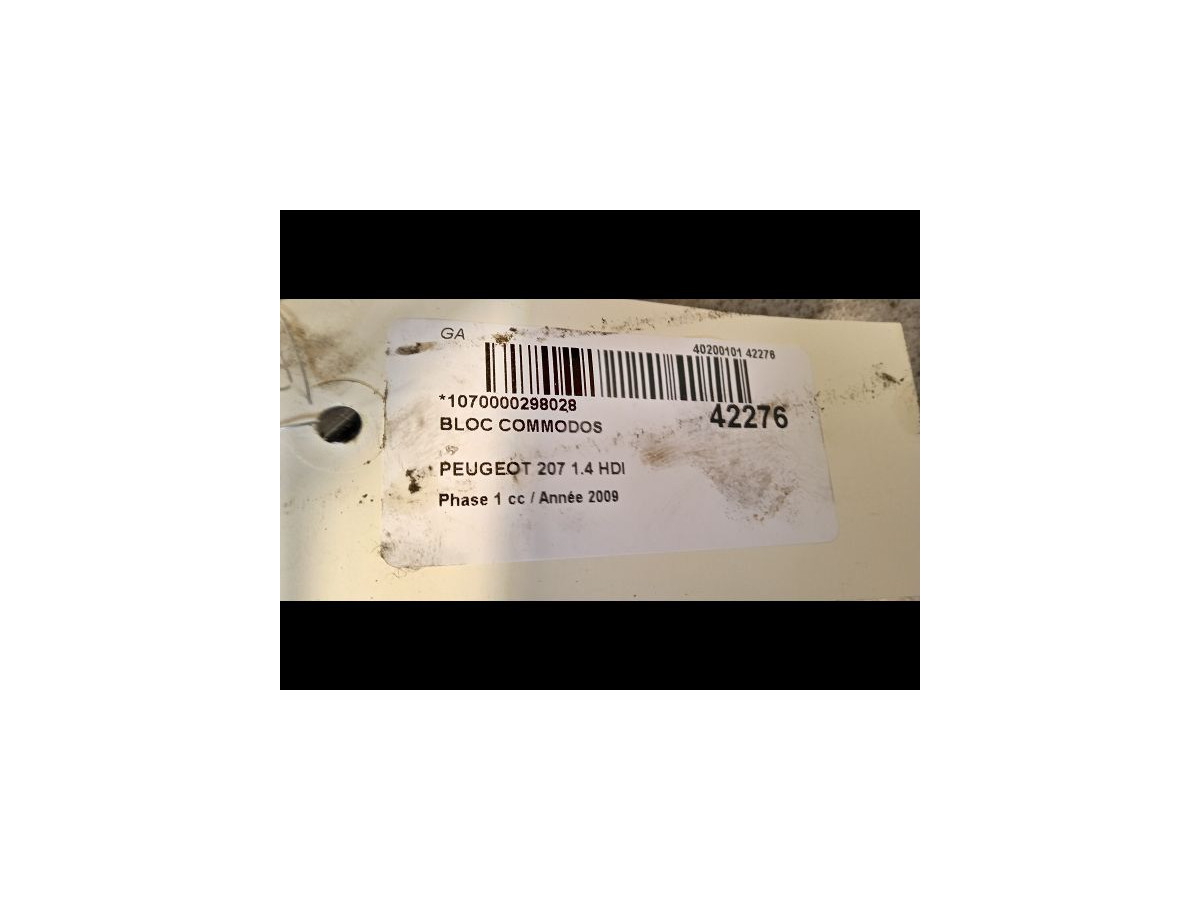 GA
40200101 42276
*1070000298028
42276
BLOC COMMODOS
PEUGEOT 207 1.4 HDI
Phase 1 cc / Année 2009